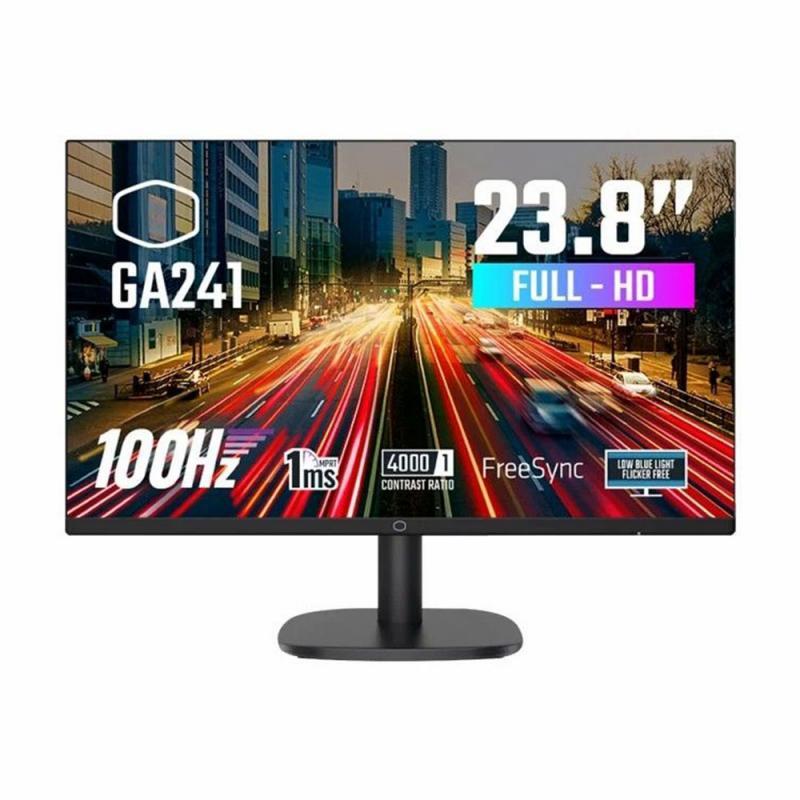 GA241
23.8"
FULL - HD
100Hz
1ms MPRT
4000/1
CONTRAST RATIO
FreeSync
LOW BLUE LIGHT
FLICKER FREE